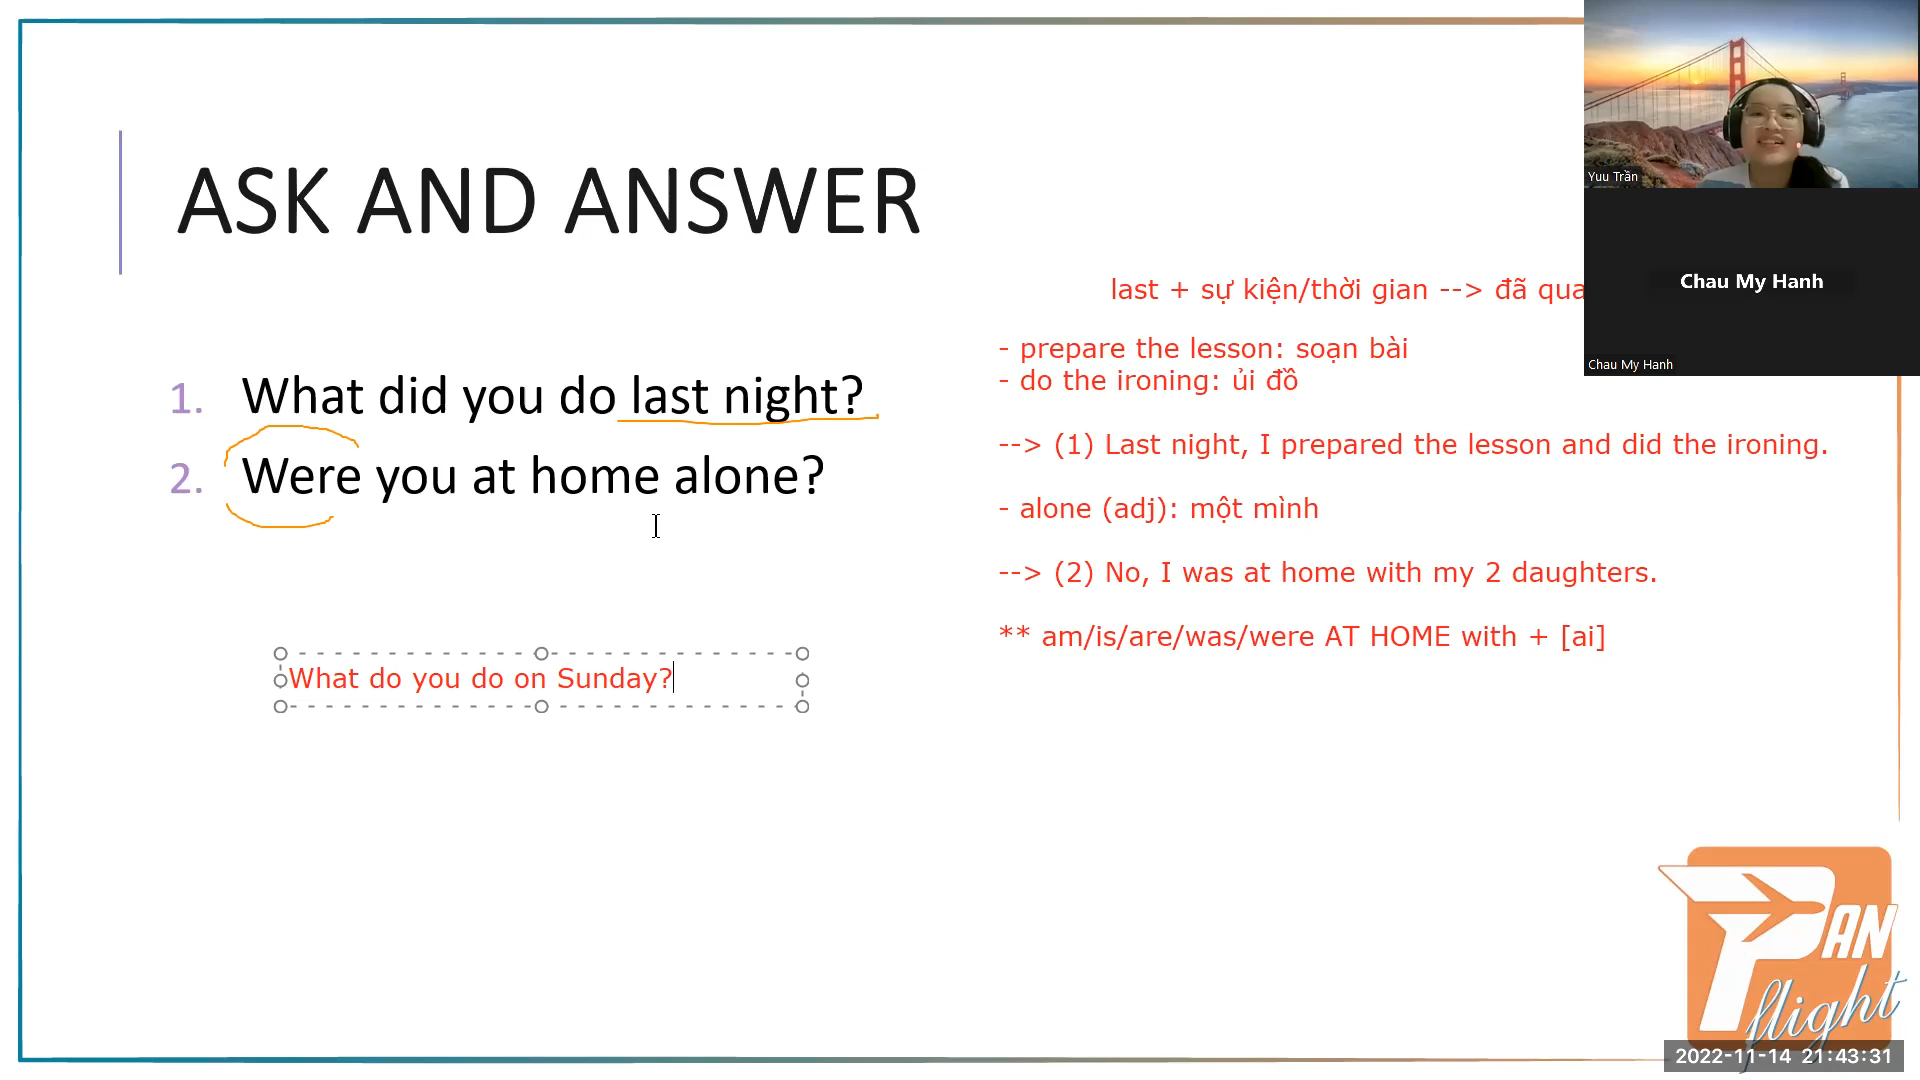 ASK AND ANSWER
1. What did you do last night?
2. Were you at home alone?
What do you do on Sunday?
last + sự kiện/thời gian --> đã qua
- prepare the lesson: soạn bài
- do the ironing: ủi đồ
--> (1) Last night, I prepared the lesson and did the ironing.
- alone (adj): một mình
--> (2) No, I was at home with my 2 daughters.
** am/is/are/was/were AT HOME with + [ai]
Yuu Trần
Chau My Hanh
Chau My Hanh
PAN
flight
2022-11-14 21:43:31